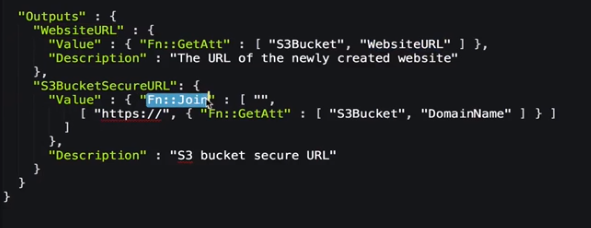 "Outputs" : {
"WebsiteURL" : {
"Value" : { "Fn::GetAtt" : [ "S3Bucket", "WebsiteURL" ] },
"Description" : "The URL of the newly created website"
},
"S3BucketSecureURL": {
"Value" : { "Fn::Join" : [ "",
[ "https://", { "Fn::GetAtt" : [ "S3Bucket", "DomainName" ] } ]
]
},
"Description" : "S3 bucket secure URL"
}
}
}